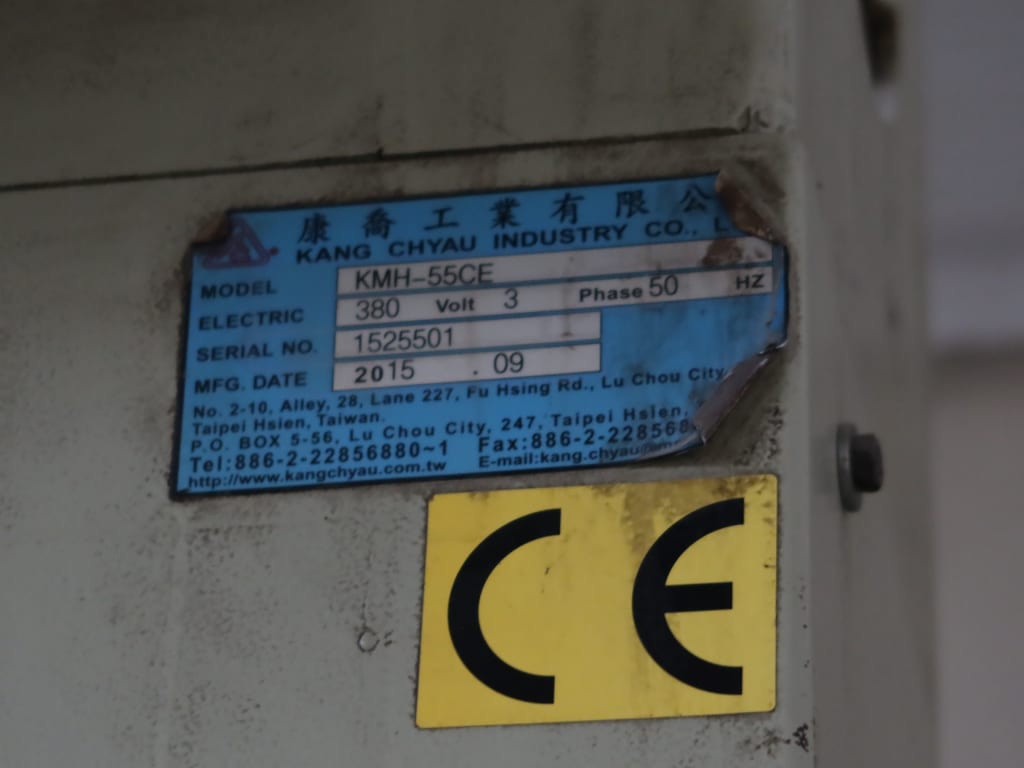 康喬工業有限公
KANG CHYAU INDUSTRY CO., L
MODEL KMH-55CE
ELECTRIC 380 Volt 3 Phase 50 HZ
SERIAL NO. 1525501
MFG. DATE 2015 . 09
No. 2-10, Alley, 28, Lane 227, Fu Hsing Rd., Lu Chou City
Taipei Hsien, Taiwan.
P.O. BOX 5-56, Lu Chou City, 247, Taipei Hsien,
Tel:886-2-22856880~1 Fax:886-2-228568
http://www.kangchyau.com.tw E-mail:kang.chyau@
CE